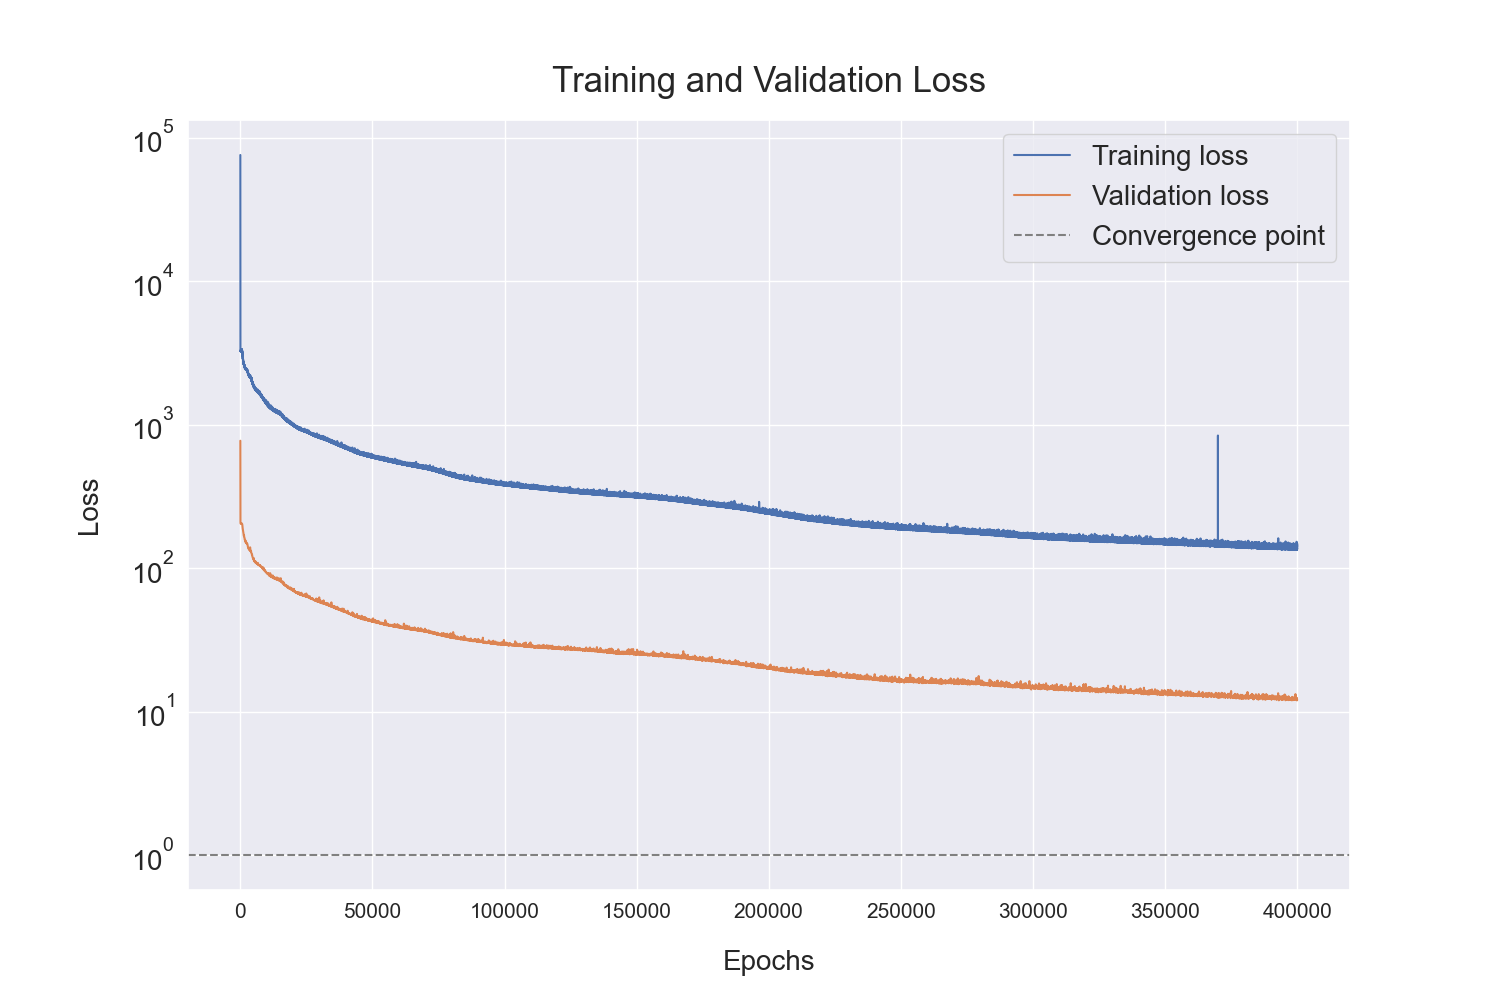 Training and Validation Loss
10^5
10^4
10^3
10^2
10^1
10^0
Loss
Training loss
Validation loss
Convergence point
0 50000 100000 150000 200000 250000 300000 350000 400000
Epochs